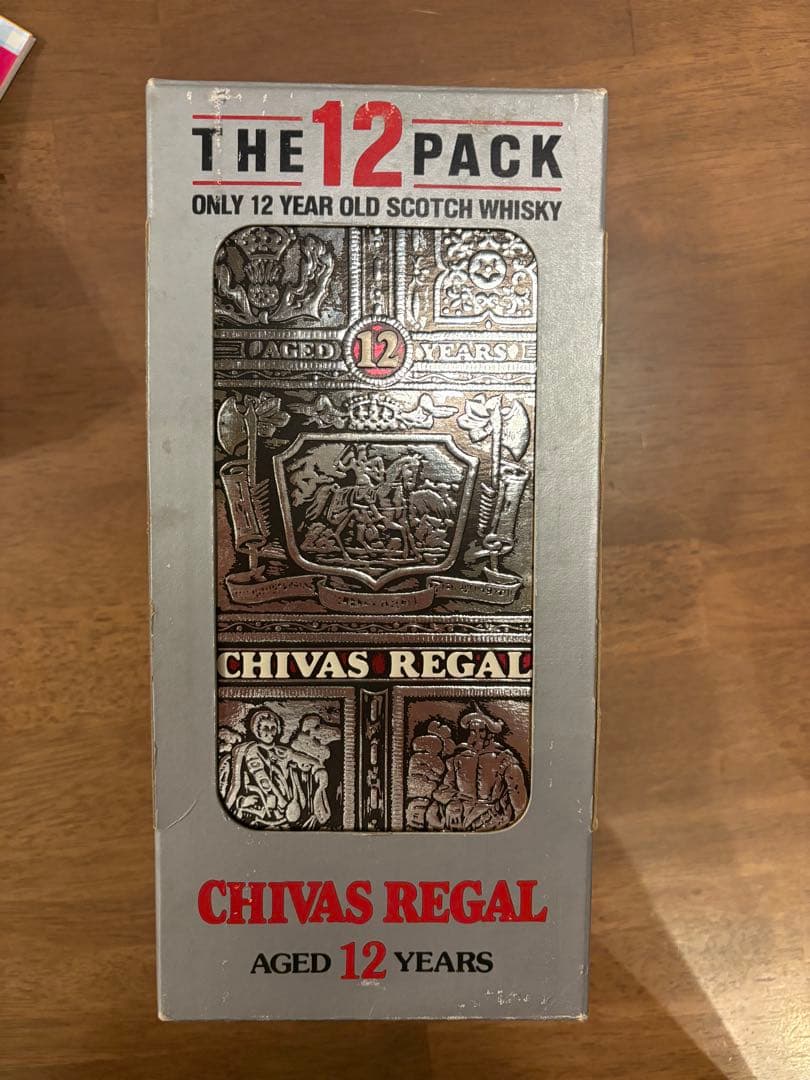 THE 12 PACK
ONLY 12 YEAR OLD SCOTCH WHISKY
AGED 12 YEARS
CHIVAS REGAL
CHIVAS REGAL
AGED 12 YEARS